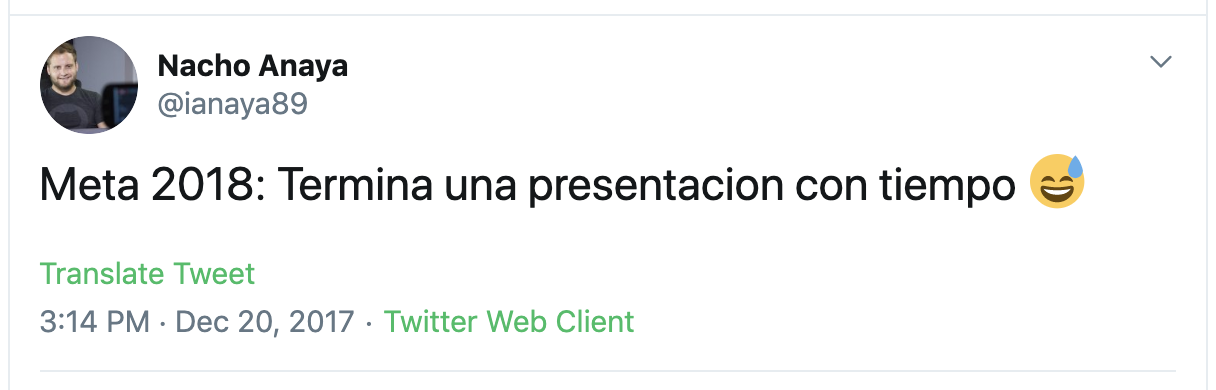 Nacho Anaya
@ianaya89
Meta 2018: Termina una presentacion con tiempo 😅
Translate Tweet
3:14 PM · Dec 20, 2017 · Twitter Web Client